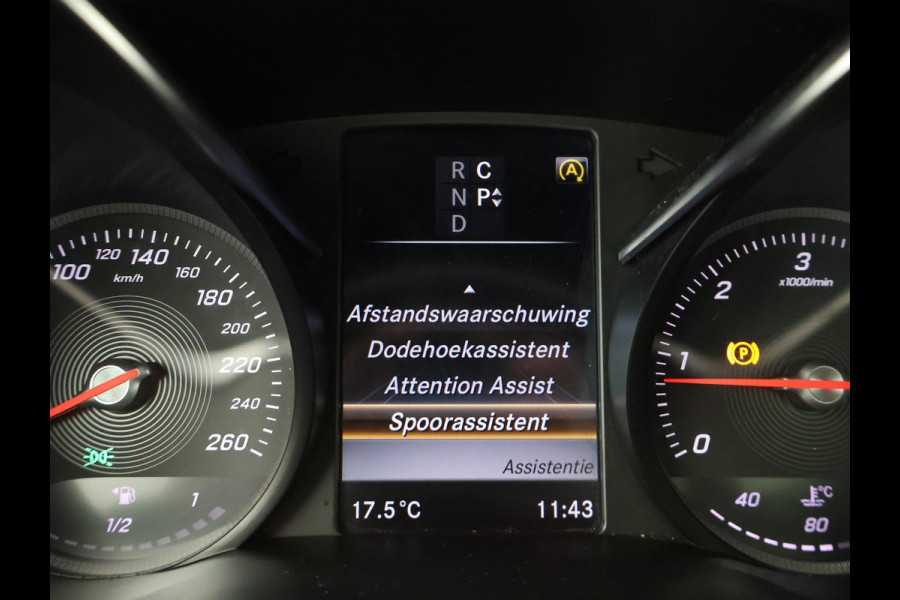 R C
N P
D
A
Afstandswaarschuwing
Dodehoekassistent
Attention Assist
Spoorassistent
Assistentie
17.5°C 11:43
100 120 140 160 180 200 220 240 260
km/h
1/2 1
0 1 2 3
x1000/min
P
40 80
°C